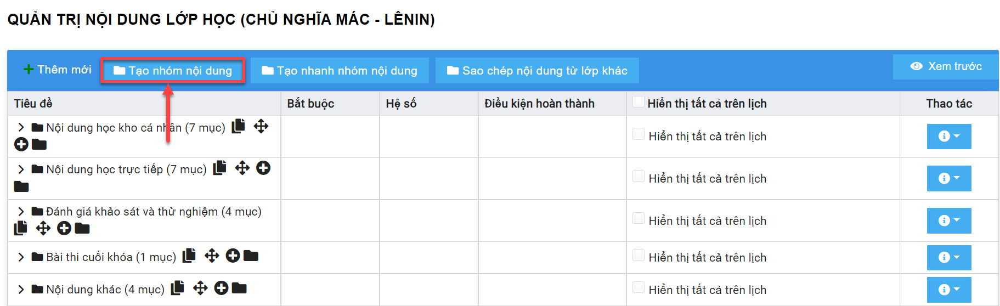 QUẢN TRỊ NỘI DUNG LỚP HỌC (CHỦ NGHĨA MÁC - LÊNIN)
Thêm mới Tạo nhóm nội dung Tạo nhanh nhóm nội dung Sao chép nội dung từ lớp khác Xem trước
Tiêu đề Bắt buộc Hệ số Điều kiện hoàn thành Hiển thị tất cả trên lịch Thao tác
Nội dung học kho cá nhân (7 mục) Hiển thị tất cả trên lịch
Nội dung học trực tiếp (7 mục) Hiển thị tất cả trên lịch
Đánh giá khảo sát và thử nghiệm (4 mục) Hiển thị tất cả trên lịch
Bài thi cuối khóa (1 mục) Hiển thị tất cả trên lịch
Nội dung khác (4 mục) Hiển thị tất cả trên lịch